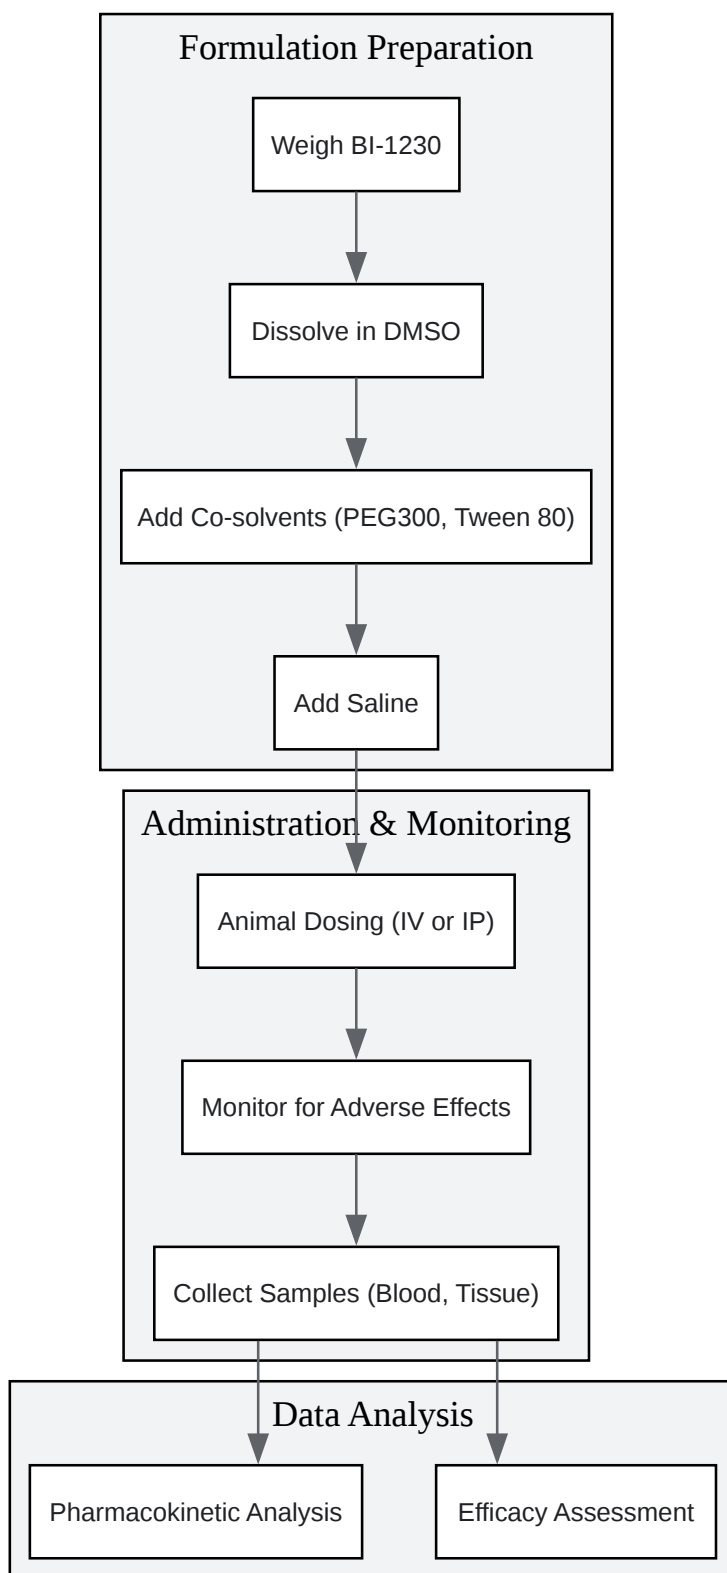 Formulation Preparation
Weigh BI-1230
Dissolve in DMSO
Add Co-solvents (PEG300, Tween 80)
Add Saline
Administration & Monitoring
Animal Dosing (IV or IP)
Monitor for Adverse Effects
Collect Samples (Blood, Tissue)
Data Analysis
Pharmacokinetic Analysis
Efficacy Assessment